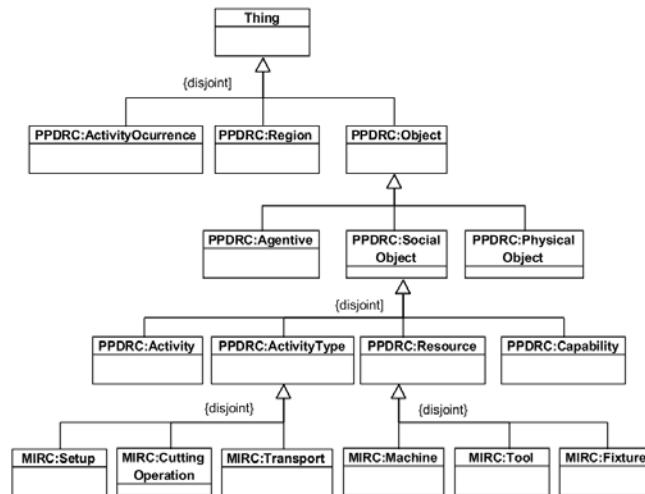 Thing
{disjoint]
PPDRC:ActivityOcurrence PPDRC:Region PPDRC:Object
PPDRC:Agentive PPDRC:Social PPDRC:Physical
Object Object
{disjoint]
PPDRC:Activity PPDRC:ActivityType PPDRC:Resource PPDRC:Capability
{disjoint} {disjoint}
MIRC:Setup MIRC:Cutting MIRC:Transport MIRC:Machine MIRC:Tool MIRC:Fixture
Operation